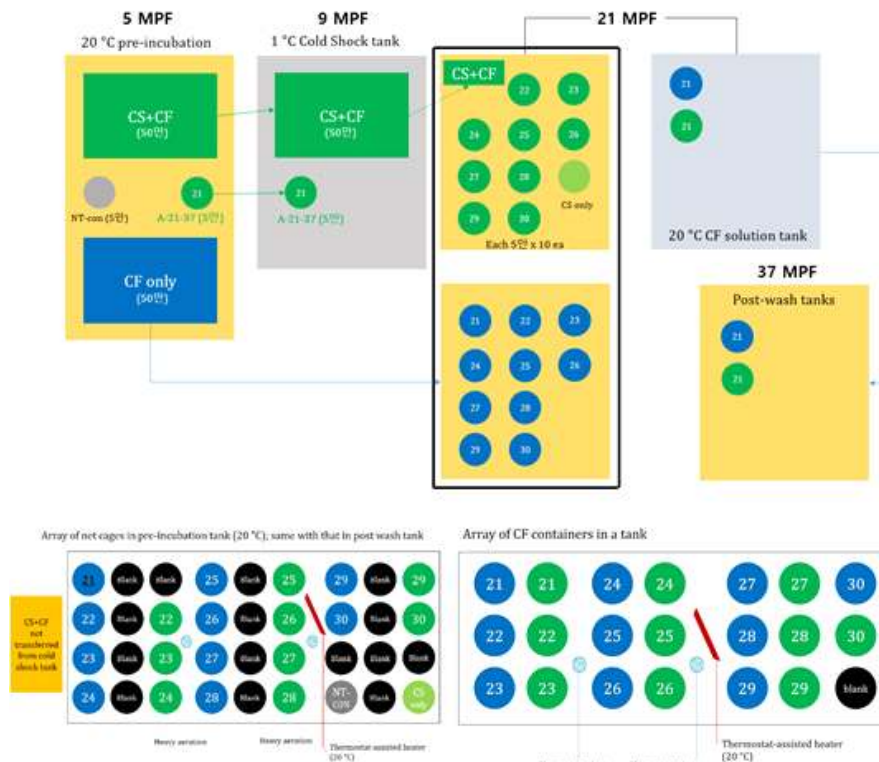 5 MPF
9 MPF
21 MPF
20 °C pre-incubation
1 °C Cold Shock tank
CS+CF
(50만)
CS+CF
(50만)
CS+CF
22
23
24
25
26
27
28
CS only
29
30
Each 5만 x 10 ea
21
21
20 °C CF solution tank
NT-con (5만)
21
A-21-37 (5만)
21
A-21-37 (5만)
CF only
(50만)
21
22
23
24
25
26
27
28
29
30
37 MPF
Post-wash tanks
21
21
Array of net cages in pre-incubation tank (20 °C); same with that in post wash tank
CS+CF
not
transferred
from cold
shock tank
21 Blank Blank 25 Blank 25 29 Blank 29
22 Blank 22 26 Blank 26 30 Blank 30
23 Blank 23 27 Blank 27 Blank Blank Blank
24 Blank 24 28 Blank 28 NT-CON Blank CS only
Heavy aeration
Heavy aeration
Thermostat-assisted heater
(20 °C)
Array of CF containers in a tank
21 21 24 24 27 27 30
22 22 25 25 28 28 30
23 23 26 26 29 29 blank
Thermostat-assisted heater
(20 °C)